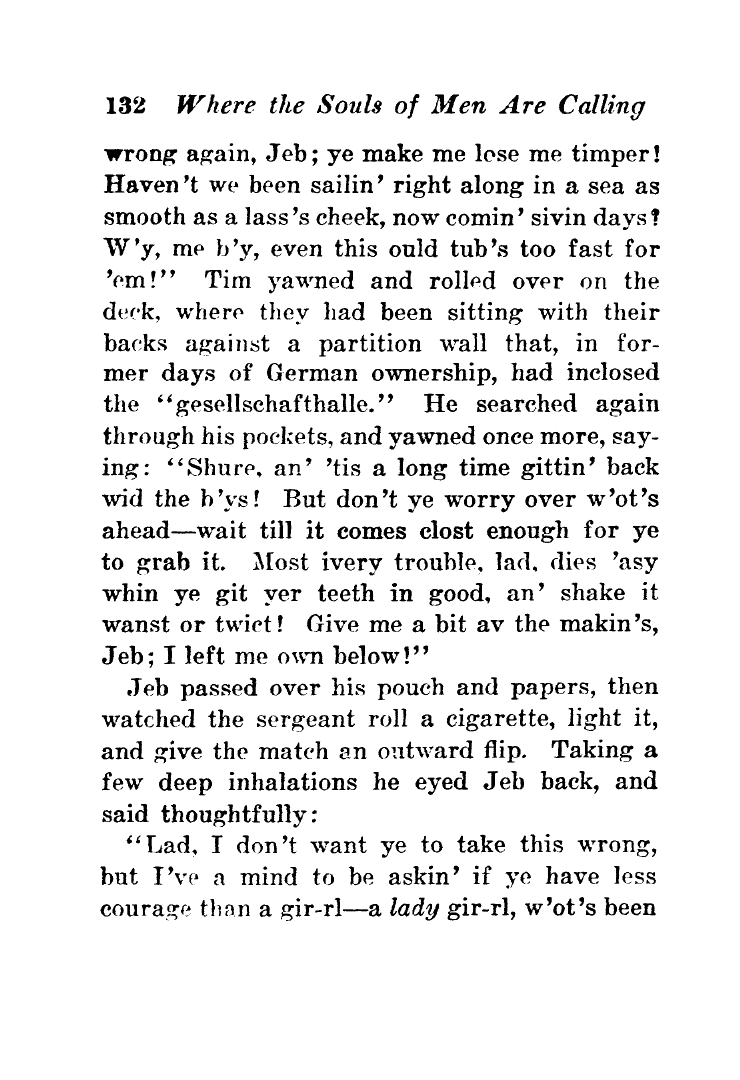 132 Where the Souls of Men Are Calling
wrong again, Jeb; ye make me lose me timper!
Haven't we been sailin' right along in a sea as
smooth as a lass's cheek, now comin' sivin days?
W'y, me b'y, even this ould tub's too fast for
'em!" Tim yawned and rolled over on the
deck, where they had been sitting with their
backs against a partition wall that, in for-
mer days of German ownership, had inclosed
the "gesellschafthalle." He searched again
through his pockets, and yawned once more, say-
ing: "Shure, an' 'tis a long time gittin' back
wid the b'ys! But don't ye worry over w'ot's
ahead—wait till it comes clost enough for ye
to grab it. Most ivery trouble, lad, dies 'asy
whin ye git yer teeth in good, an' shake it
wanst or twict! Give me a bit av the makin's,
Jeb; I left me own below!"
Jeb passed over his pouch and papers, then
watched the sergeant roll a cigarette, light it,
and give the match an outward flip. Taking a
few deep inhalations he eyed Jeb back, and
said thoughtfully:
"Lad, I don't want ye to take this wrong,
but I've a mind to be askin' if ye have less
courage than a gir-rl—a lady gir-rl, w'ot's been